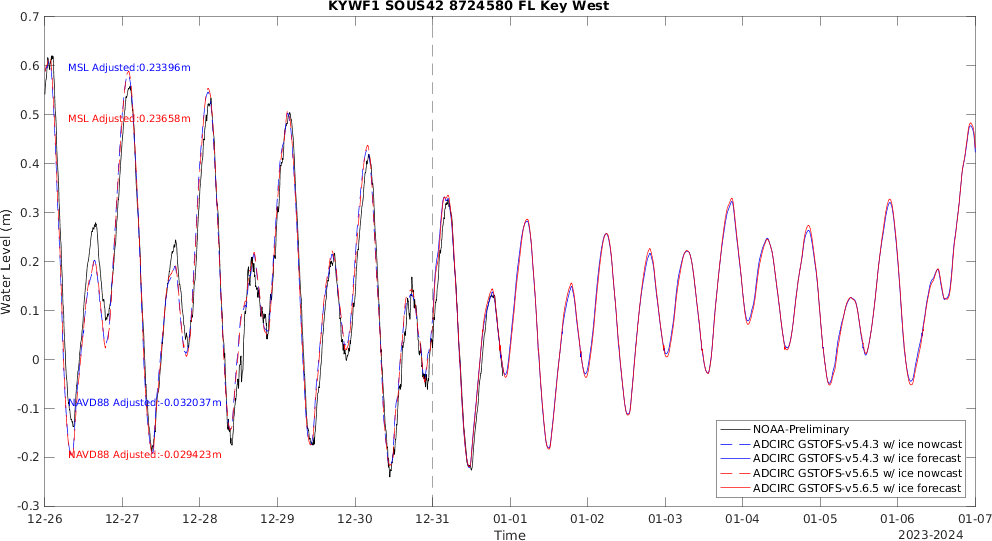 KYWF1 SOUS42 8724580 FL Key West
Water Level (m)
0.7
0.6
0.5
0.4
0.3
0.2
0.1
0
-0.1
-0.2
-0.3
MSL Adjusted:0.23396m
MSL Adjusted:0.23658m
NAVD88 Adjusted:-0.032037m
NAVD88 Adjusted:-0.029423m
NOAA-Preliminary
ADCIRC GSTOFS-v5.4.3 w/ ice nowcast
ADCIRC GSTOFS-v5.4.3 w/ ice forecast
ADCIRC GSTOFS-v5.6.5 w/ ice nowcast
ADCIRC GSTOFS-v5.6.5 w/ ice forecast
12-26 12-27 12-28 12-29 12-30 12-31 01-01 01-02 01-03 01-04 01-05 01-06 01-07
Time
2023-2024